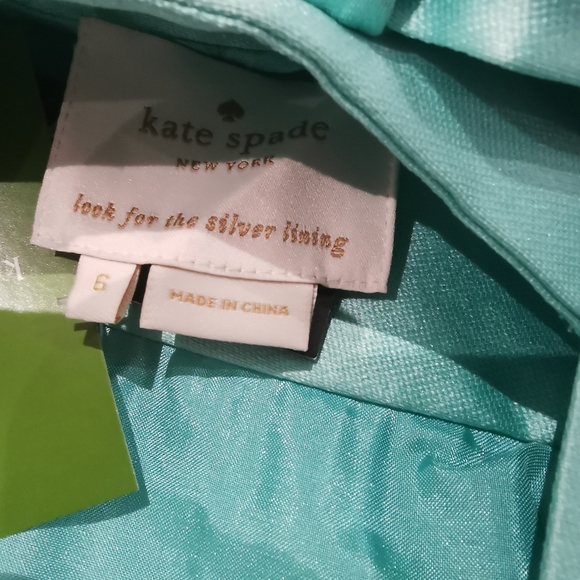 kate spade
NEW YORK
look for the silver lining
6
MADE IN CHINA
K